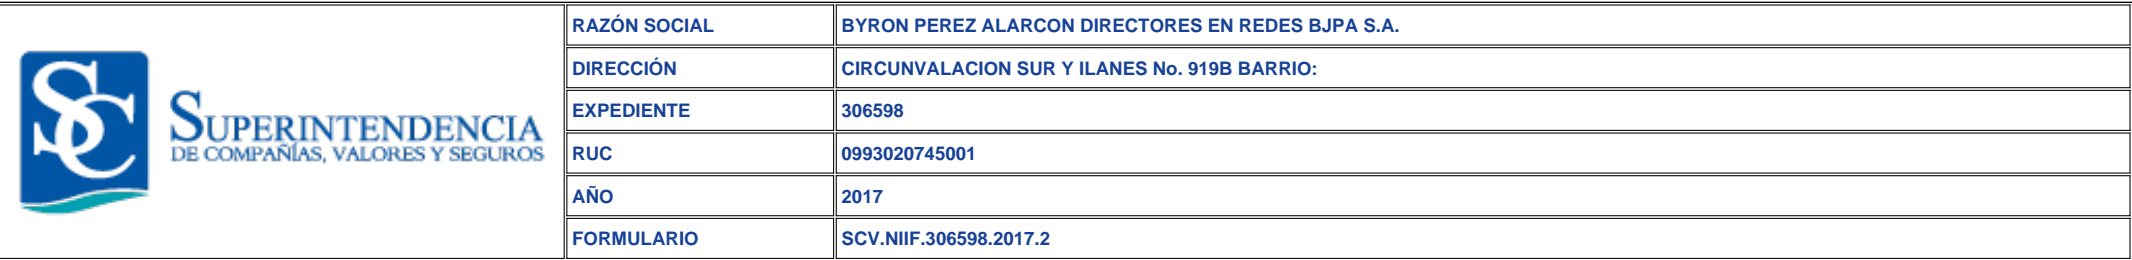 SC
SUPERINTENDENCIA
DE COMPAÑÍAS, VALORES Y SEGUROS
RAZÓN SOCIAL BYRON PEREZ ALARCON DIRECTORES EN REDES BJPA S.A.
DIRECCIÓN CIRCUNVALACION SUR Y ILANES No. 919B BARRIO:
EXPEDIENTE 306598
RUC 0993020745001
AÑO 2017
FORMULARIO SCV.NIIF.306598.2017.2